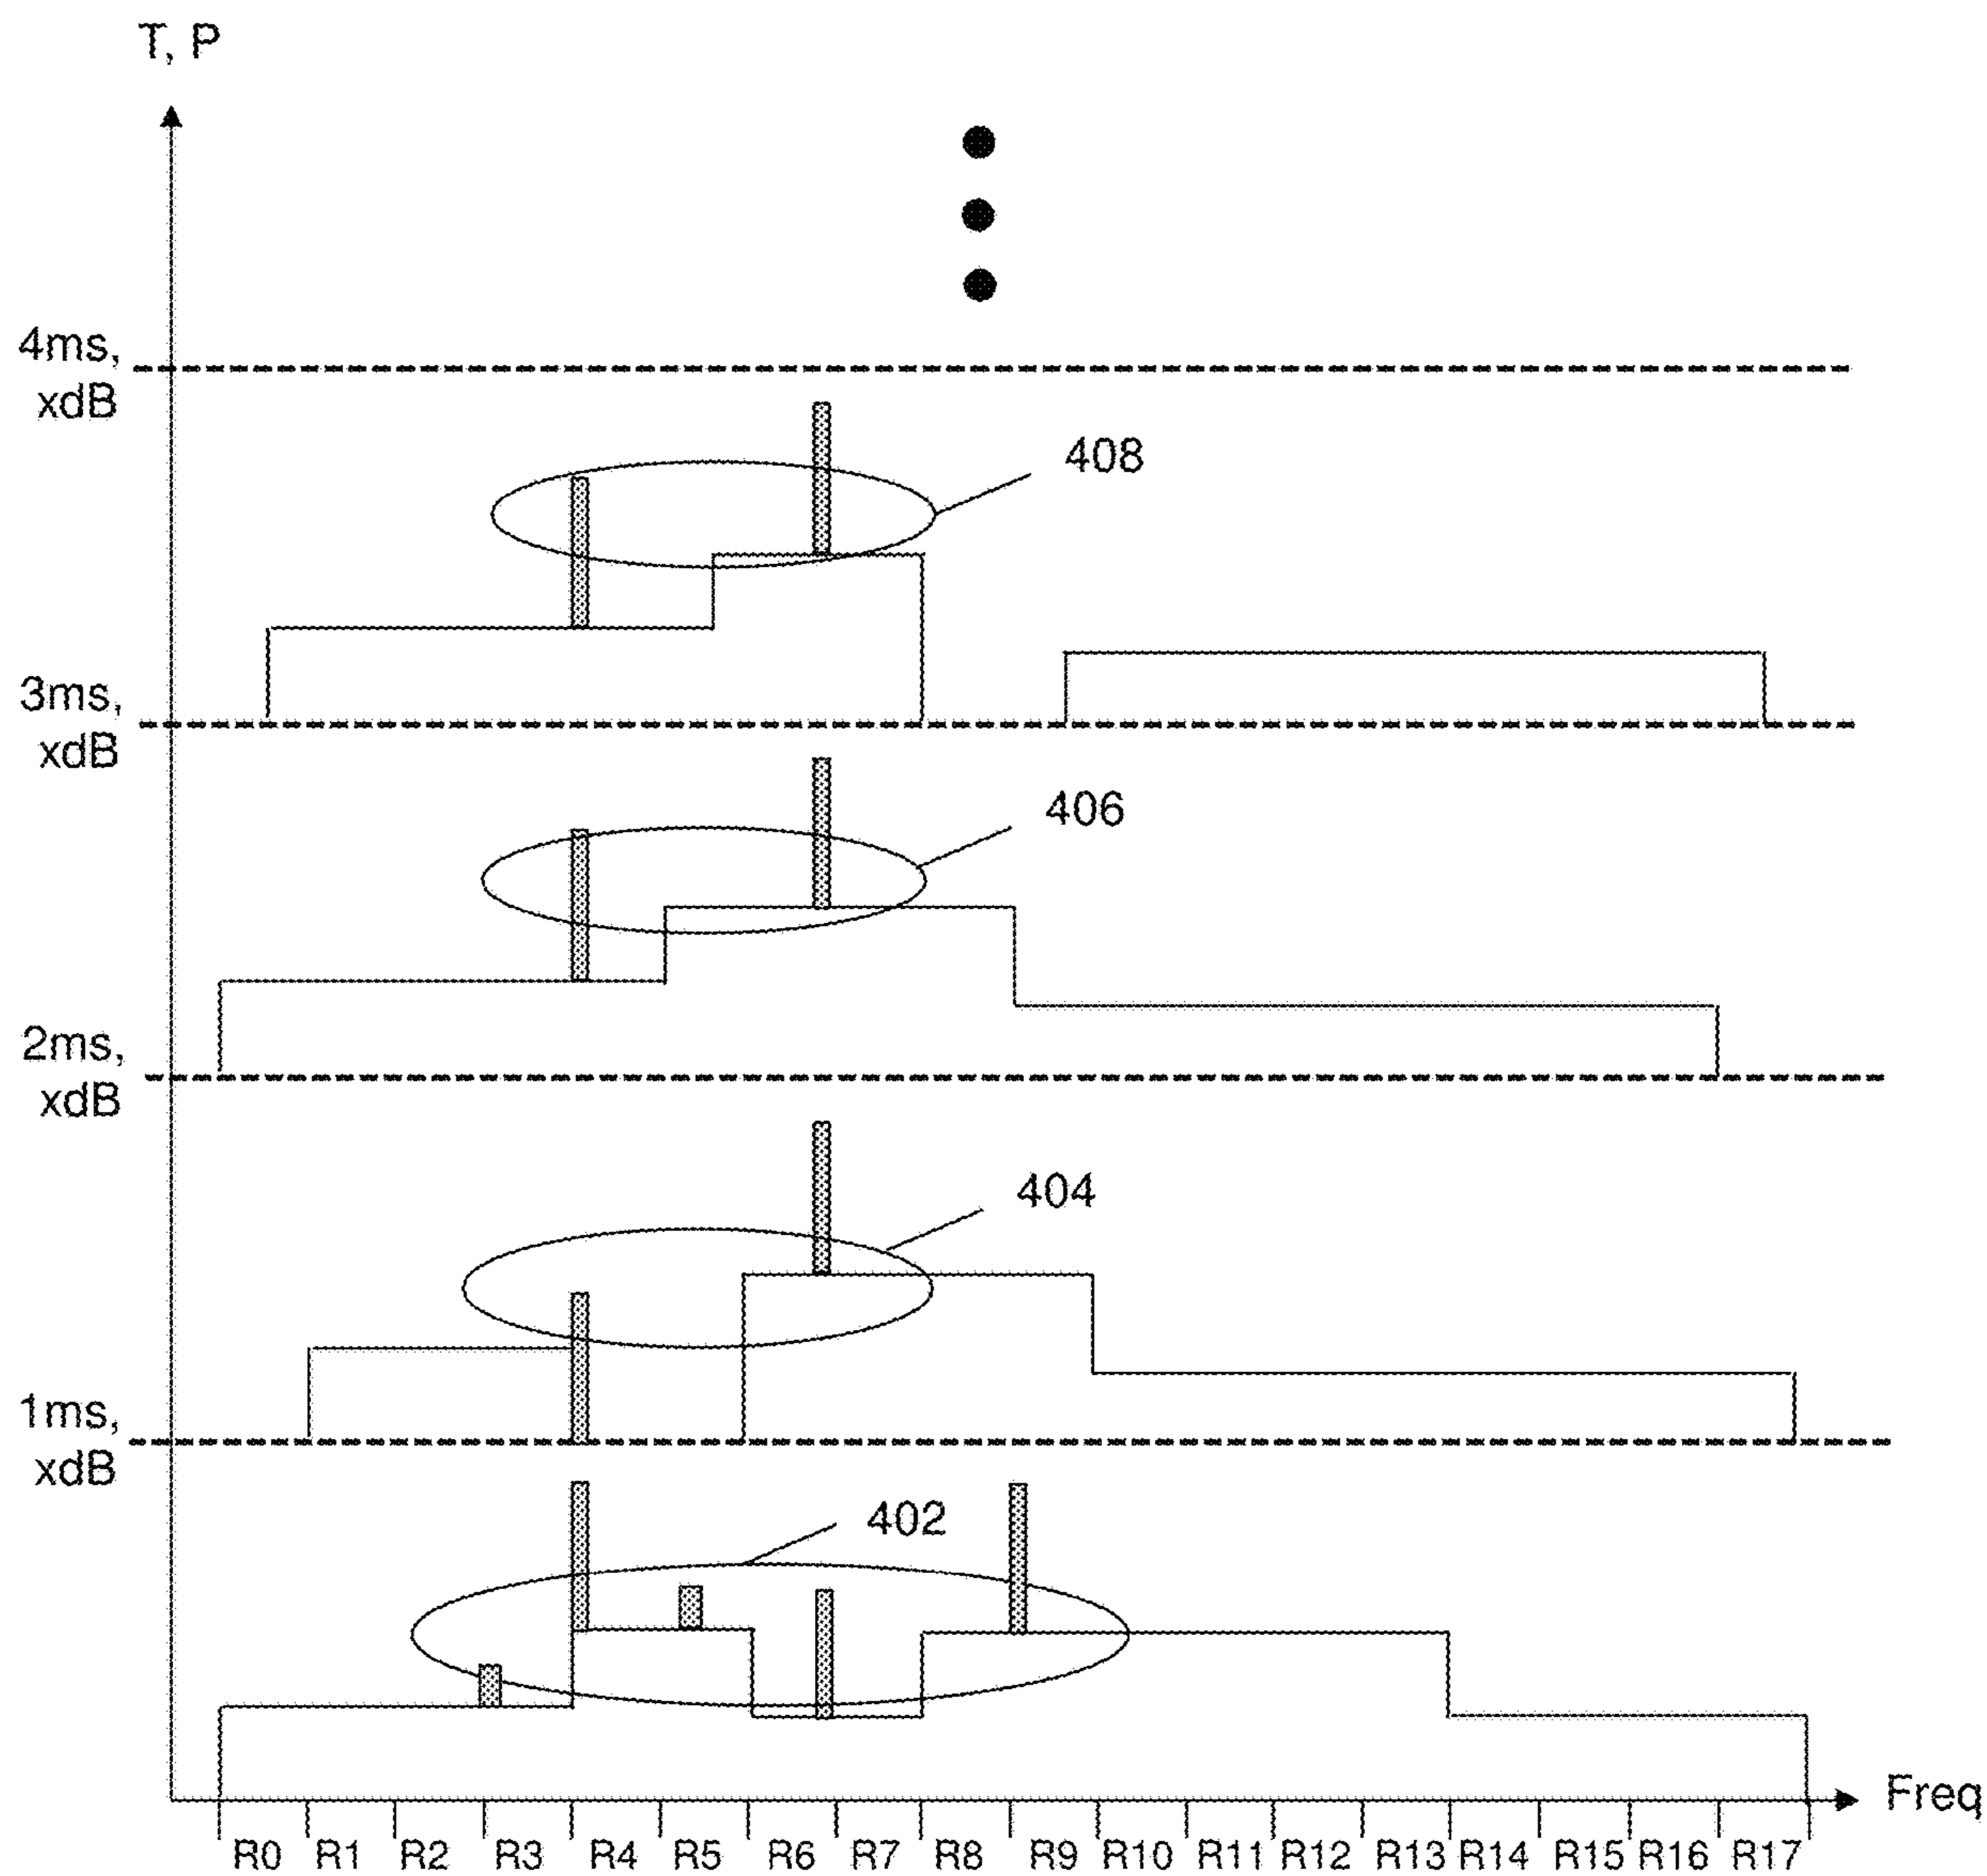 T, P
4ms,
xdB
408
3ms,
xdB
406
2ms,
xdB
404
1ms,
xdB
402
Freq
R0 R1 R2 R3 R4 R5 R6 R7 R8 R9 R10 R11 R12 R13 R14 R15 R16 R17